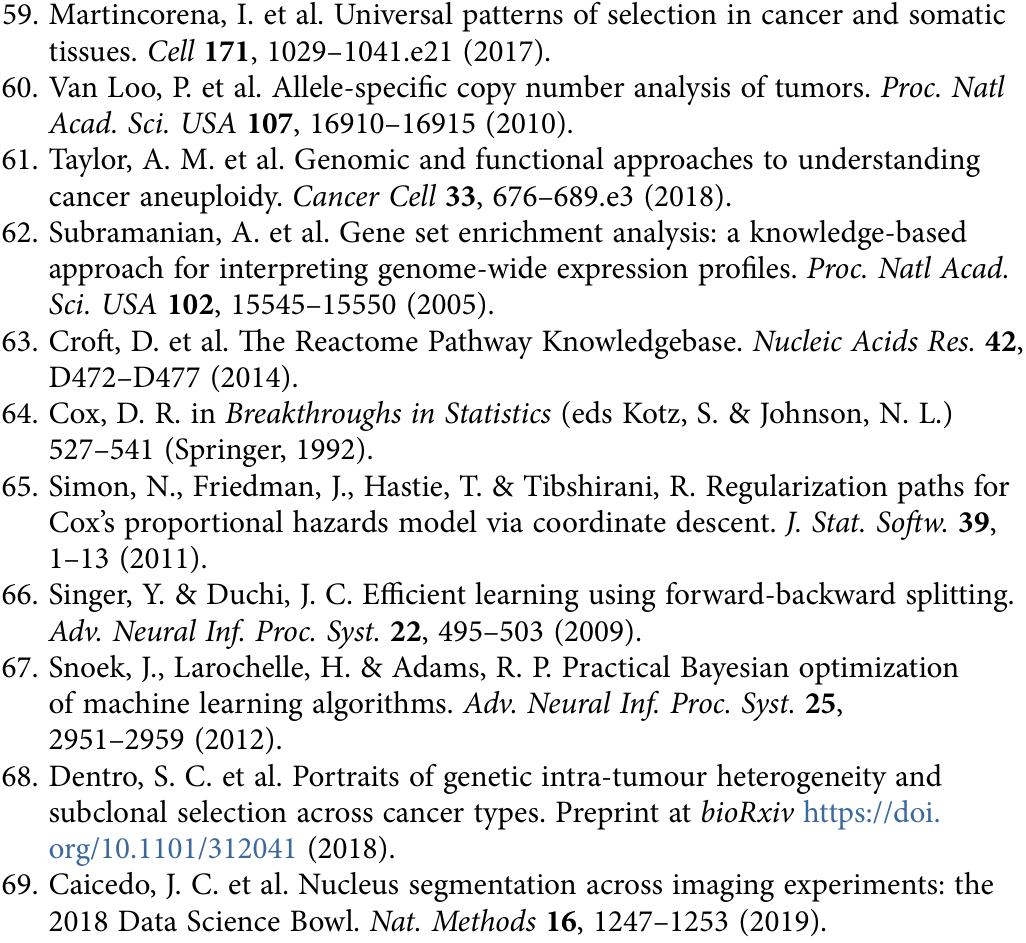 59. Martincorena, I. et al. Universal patterns of selection in cancer and somatic
tissues. Cell 171, 1029–1041.e21 (2017).
60. Van Loo, P. et al. Allele-specific copy number analysis of tumors. Proc. Natl
Acad. Sci. USA 107, 16910–16915 (2010).
61. Taylor, A. M. et al. Genomic and functional approaches to understanding
cancer aneuploidy. Cancer Cell 33, 676–689.e3 (2018).
62. Subramanian, A. et al. Gene set enrichment analysis: a knowledge-based
approach for interpreting genome-wide expression profiles. Proc. Natl Acad.
Sci. USA 102, 15545–15550 (2005).
63. Croft, D. et al. The Reactome Pathway Knowledgebase. Nucleic Acids Res. 42,
D472–D477 (2014).
64. Cox, D. R. in Breakthroughs in Statistics (eds Kotz, S. & Johnson, N. L.)
527–541 (Springer, 1992).
65. Simon, N., Friedman, J., Hastie, T. & Tibshirani, R. Regularization paths for
Cox’s proportional hazards model via coordinate descent. J. Stat. Softw. 39,
1–13 (2011).
66. Singer, Y. & Duchi, J. C. Efficient learning using forward-backward splitting.
Adv. Neural Inf. Proc. Syst. 22, 495–503 (2009).
67. Snoek, J., Larochelle, H. & Adams, R. P. Practical Bayesian optimization
of machine learning algorithms. Adv. Neural Inf. Proc. Syst. 25,
2951–2959 (2012).
68. Dentro, S. C. et al. Portraits of genetic intra-tumour heterogeneity and
subclonal selection across cancer types. Preprint at bioRxiv https://doi.
org/10.1101/312041 (2018).
69. Caicedo, J. C. et al. Nucleus segmentation across imaging experiments: the
2018 Data Science Bowl. Nat. Methods 16, 1247–1253 (2019).